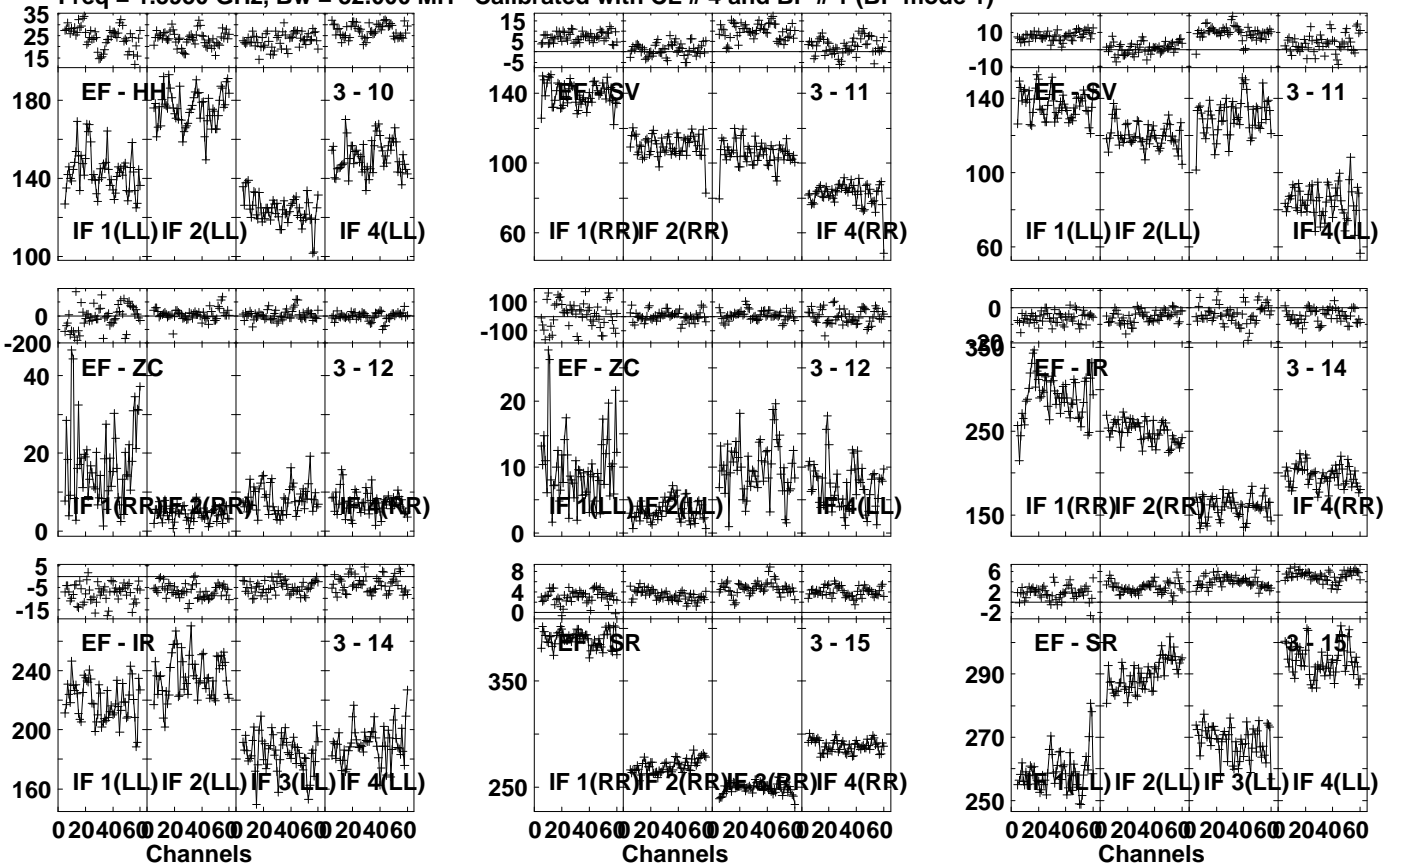 Freq = 1.6> GHz, Bw = 32.000 MH Calibrated with CL # 4 and BP # 1 (BP mode 1)
35
25
15
180
140
100
EF - HH
3 - 10
IF 1(LL) IF 2(LL) IF 4(LL)
15
5
-5
140
100
60
EF - SV
3 - 11
IF 1(RR) IF 2(RR) IF 4(RR)
10
-10
140
100
60
EF - SV
3 - 11
IF 1(LL) IF 2(LL) IF 4(LL)
0
-200
40
20
0
EF - ZC
3 - 12
IF 1(RR) IF 2(RR) IF 4(RR)
100
-100
20
10
0
EF - ZC
3 - 12
IF 1(LL) IF 2(LL) IF 4(LL)
0
-20
350
250
150
EF - IR
3 - 14
IF 1(RR) IF 2(RR) IF 4(RR)
5
-5
-15
240
200
160
EF - IR
3 - 14
IF 1(LL) IF 2(LL) IF 3(LL) IF 4(LL)
0 204060 0 204060 0 204060 0 204060
Channels
8
4
0
350
250
EF - SR
3 - 15
IF 1(RR) IF 2(RR) IF 3(RR) IF 4(RR)
0 204060 0 204060 0 204060 0 204060
Channels
6
2
-2
290
270
250
EF - SR
3 - 15
IF 1(LL) IF 2(LL) IF 3(LL) IF 4(LL)
0 204060 0 204060 0 204060 0 204060
Channels